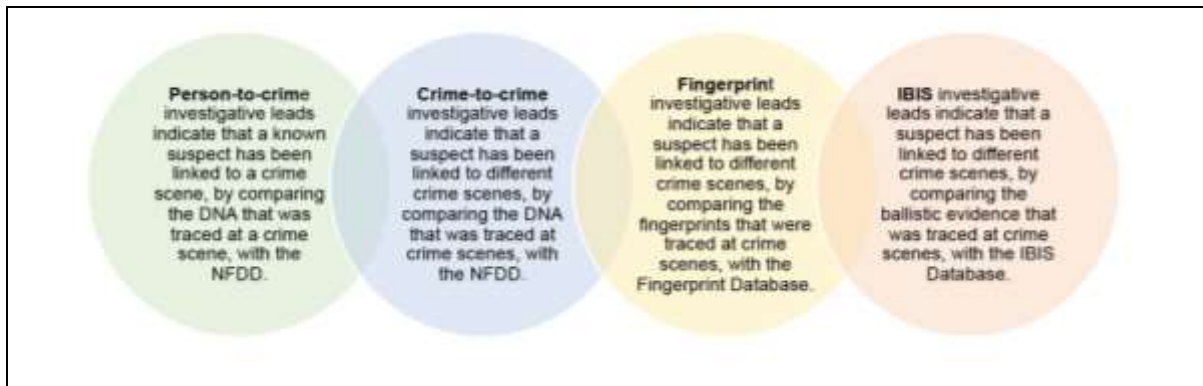 Person-to-crime
investigative leads
indicate that a known
suspect has been
linked to a crime
scene, by comparing
the DNA that was
traced at a crime
scene, with the
NFDD.
Crime-to-crime
investigative leads
indicate that a
suspect has been
linked to different
crime scenes, by
comparing the DNA
that was traced at
crime scenes, with
the NFDD.
Fingerprint
investigative leads
indicate that a
suspect has been
linked to different
crime scenes, by
comparing the
fingerprints that were
traced at crime
scenes, with the
Fingerprint Database.
IBIS investigative
leads indicate that a
suspect has been
linked to different
crime scenes, by
comparing the
ballistic evidence that
was traced at crime
scenes, with the IBIS
Database.